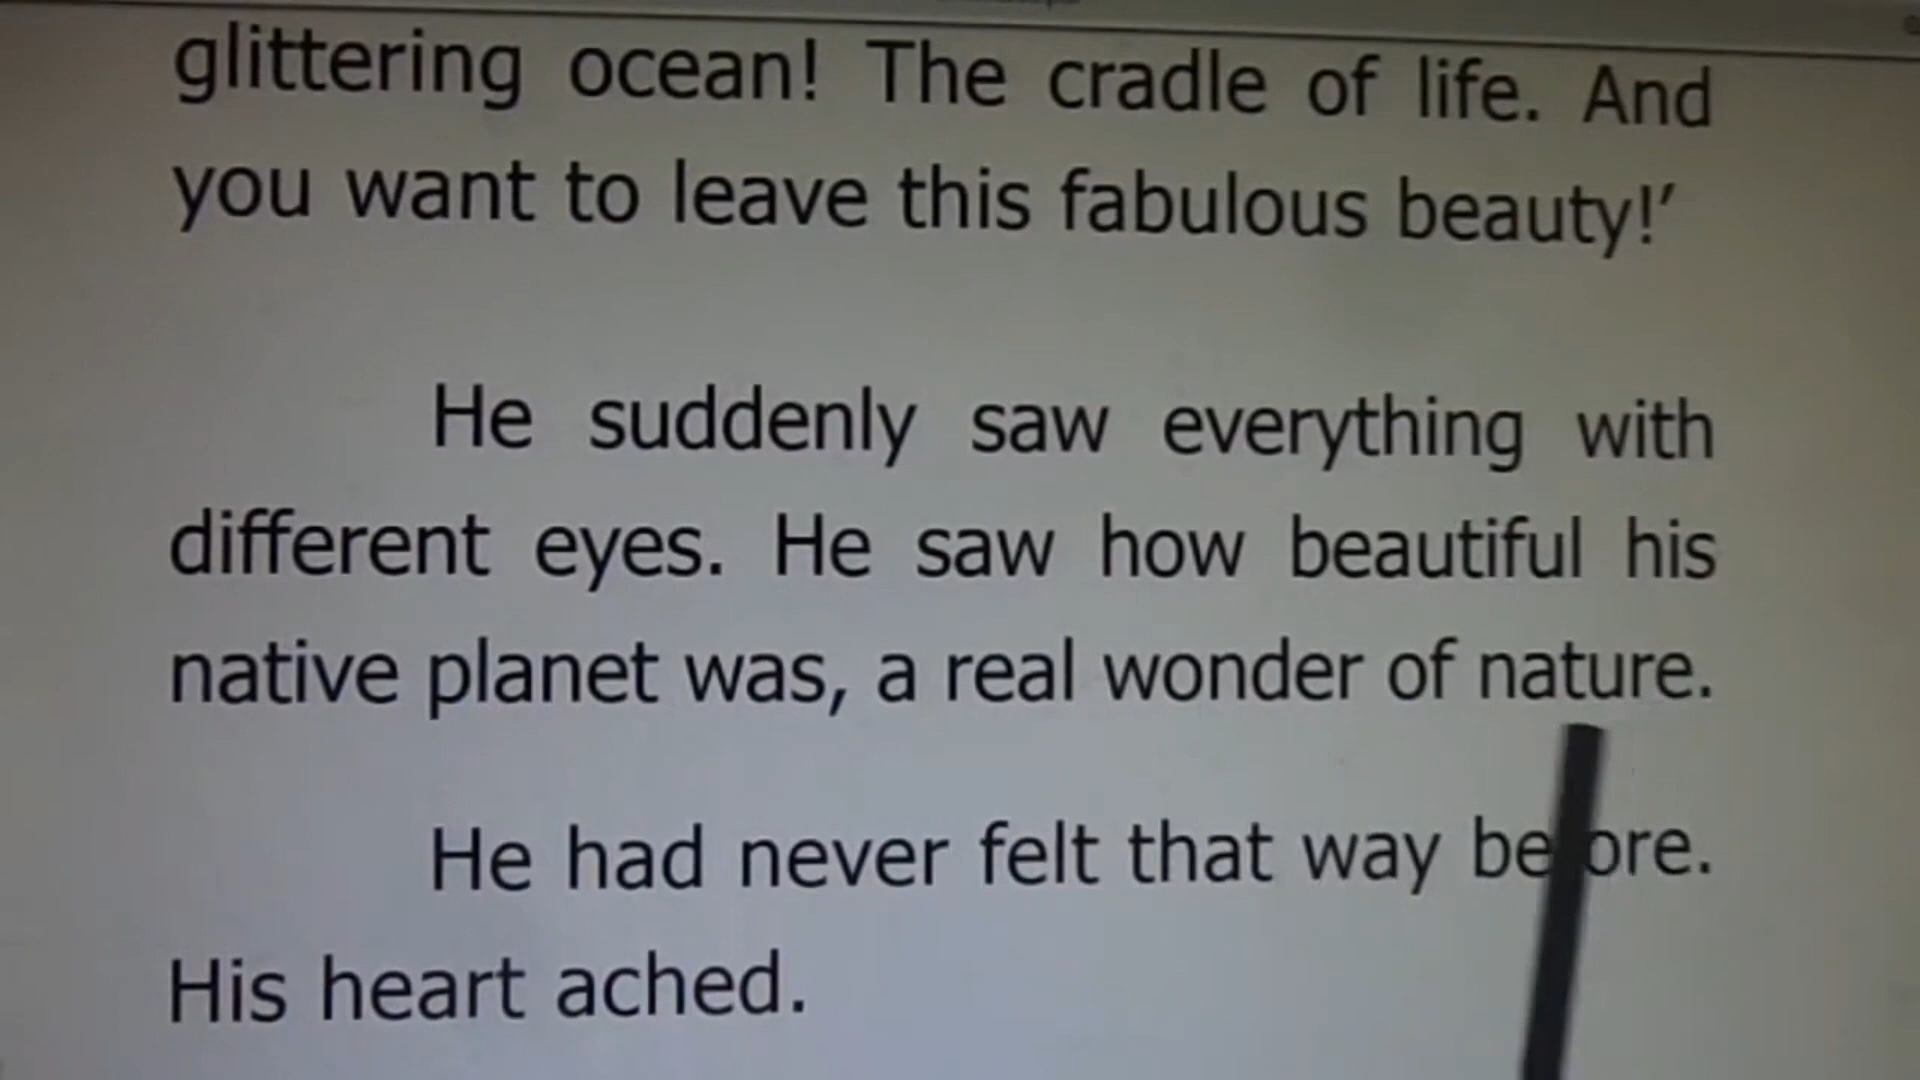 glittering ocean! The cradle of life. And
you want to leave this fabulous beauty!’
He suddenly saw everything with
different eyes. He saw how beautiful his
native planet was, a real wonder of nature.
He had never felt that way before.
His heart ached.